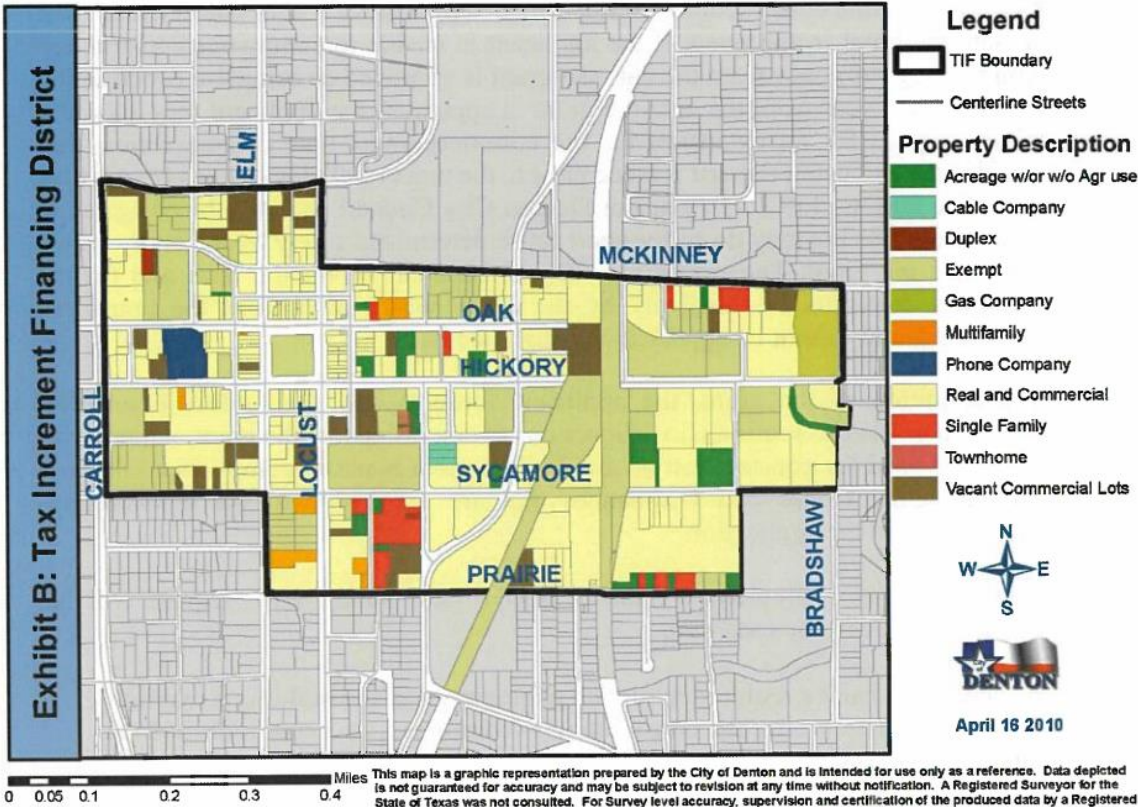 Exhibit B: Tax Increment Financing District
Legend
TIF Boundary
Centerline Streets
Property Description
Acreage w/or w/o Agr use
Cable Company
Duplex
Exempt
Gas Company
Multifamily
Phone Company
Real and Commercial
Single Family
Townhome
Vacant Commercial Lots
ELM
MCKINNEY
OAK
HICKORY
CARROLL
LOCUST
SYCAMORE
PRAIRIE
BRADSHAW
N
W E
S
City
of
DENTON
April 16 2010
0 0.05 0.1 0.2 0.3 0.4 Miles
This map is a graphic representation prepared by the City of Denton and is intended for use only as a reference. Data depicted
is not guaranteed for accuracy and may be subject to revision at any time without notification. A Registered Surveyor for the
State of Texas was not consulted. For Survey level accuracy, supervision and certification of the produced data by a Registered